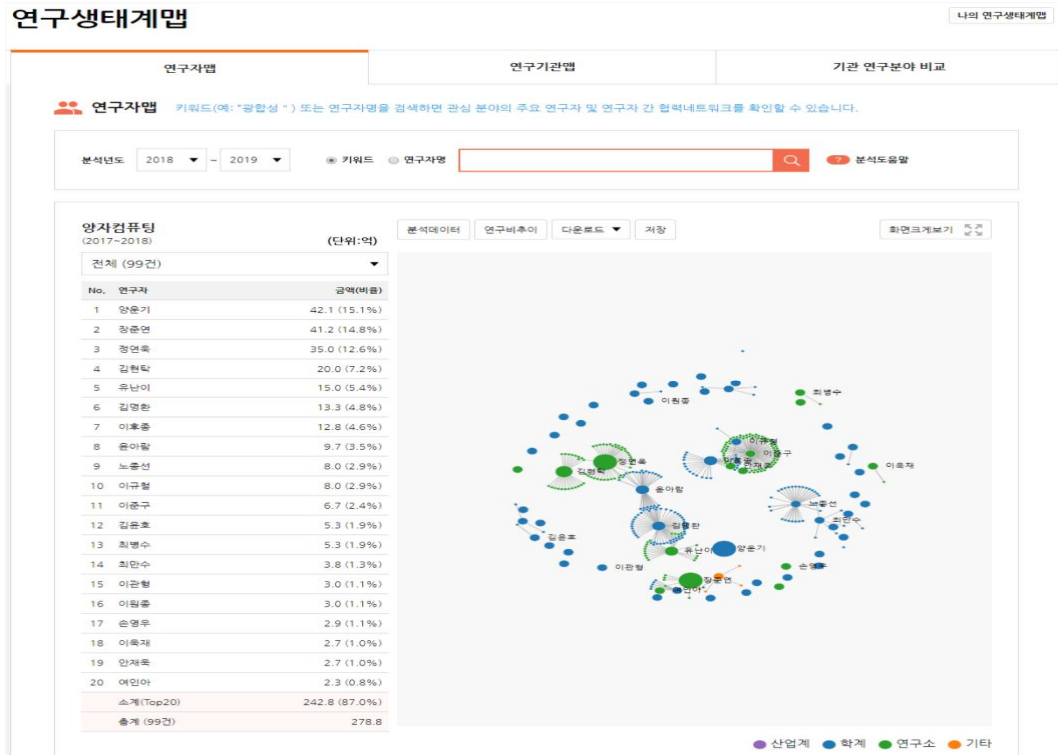 연구생태계맵
나의 연구생태계맵
연구자맵
연구기관맵
기관 연구분야 비교
연구자맵 키워드(예: "광합성 ") 또는 연구자명을 검색하면 관심 분야의 주요 연구자 및 연구자 간 협력네트워크를 확인할 수 있습니다.
분석년도 2018 ~ 2019 키워드 연구자명 ? 분석도움말
양자컴퓨팅
(2017~2018) (단위:억)
분석데이터 연구비추이 다운로드 저장 화면크게보기
전체 (99건)
No. 연구자 금액(비율)
1 양운기 42.1 (15.1%)
2 장준연 41.2 (14.8%)
3 정연욱 35.0 (12.6%)
4 김현탁 20.0 (7.2%)
5 유난이 15.0 (5.4%)
6 김명환 13.3 (4.8%)
7 이후종 12.8 (4.6%)
8 윤아람 9.7 (3.5%)
9 노종선 8.0 (2.9%)
10 이규철 8.0 (2.9%)
11 이준구 6.7 (2.4%)
12 김윤호 5.3 (1.9%)
13 최병수 5.3 (1.9%)
14 최만수 3.8 (1.3%)
15 이관형 3.0 (1.1%)
16 이원종 3.0 (1.1%)
17 손영우 2.9 (1.1%)
18 이욱재 2.7 (1.0%)
19 안재욱 2.7 (1.0%)
20 여인아 2.3 (0.8%)
소계(Top20) 242.8 (87.0%)
총계 (99건) 278.8
최병수
이원종
이규철
이준구
안재욱
정연욱
김현탁
이욱재
윤아람
노종선
최만수
김명환
김윤호
유난이
양운기
이관형
손영우
장준연
여인아
산업계 학계 연구소 기타